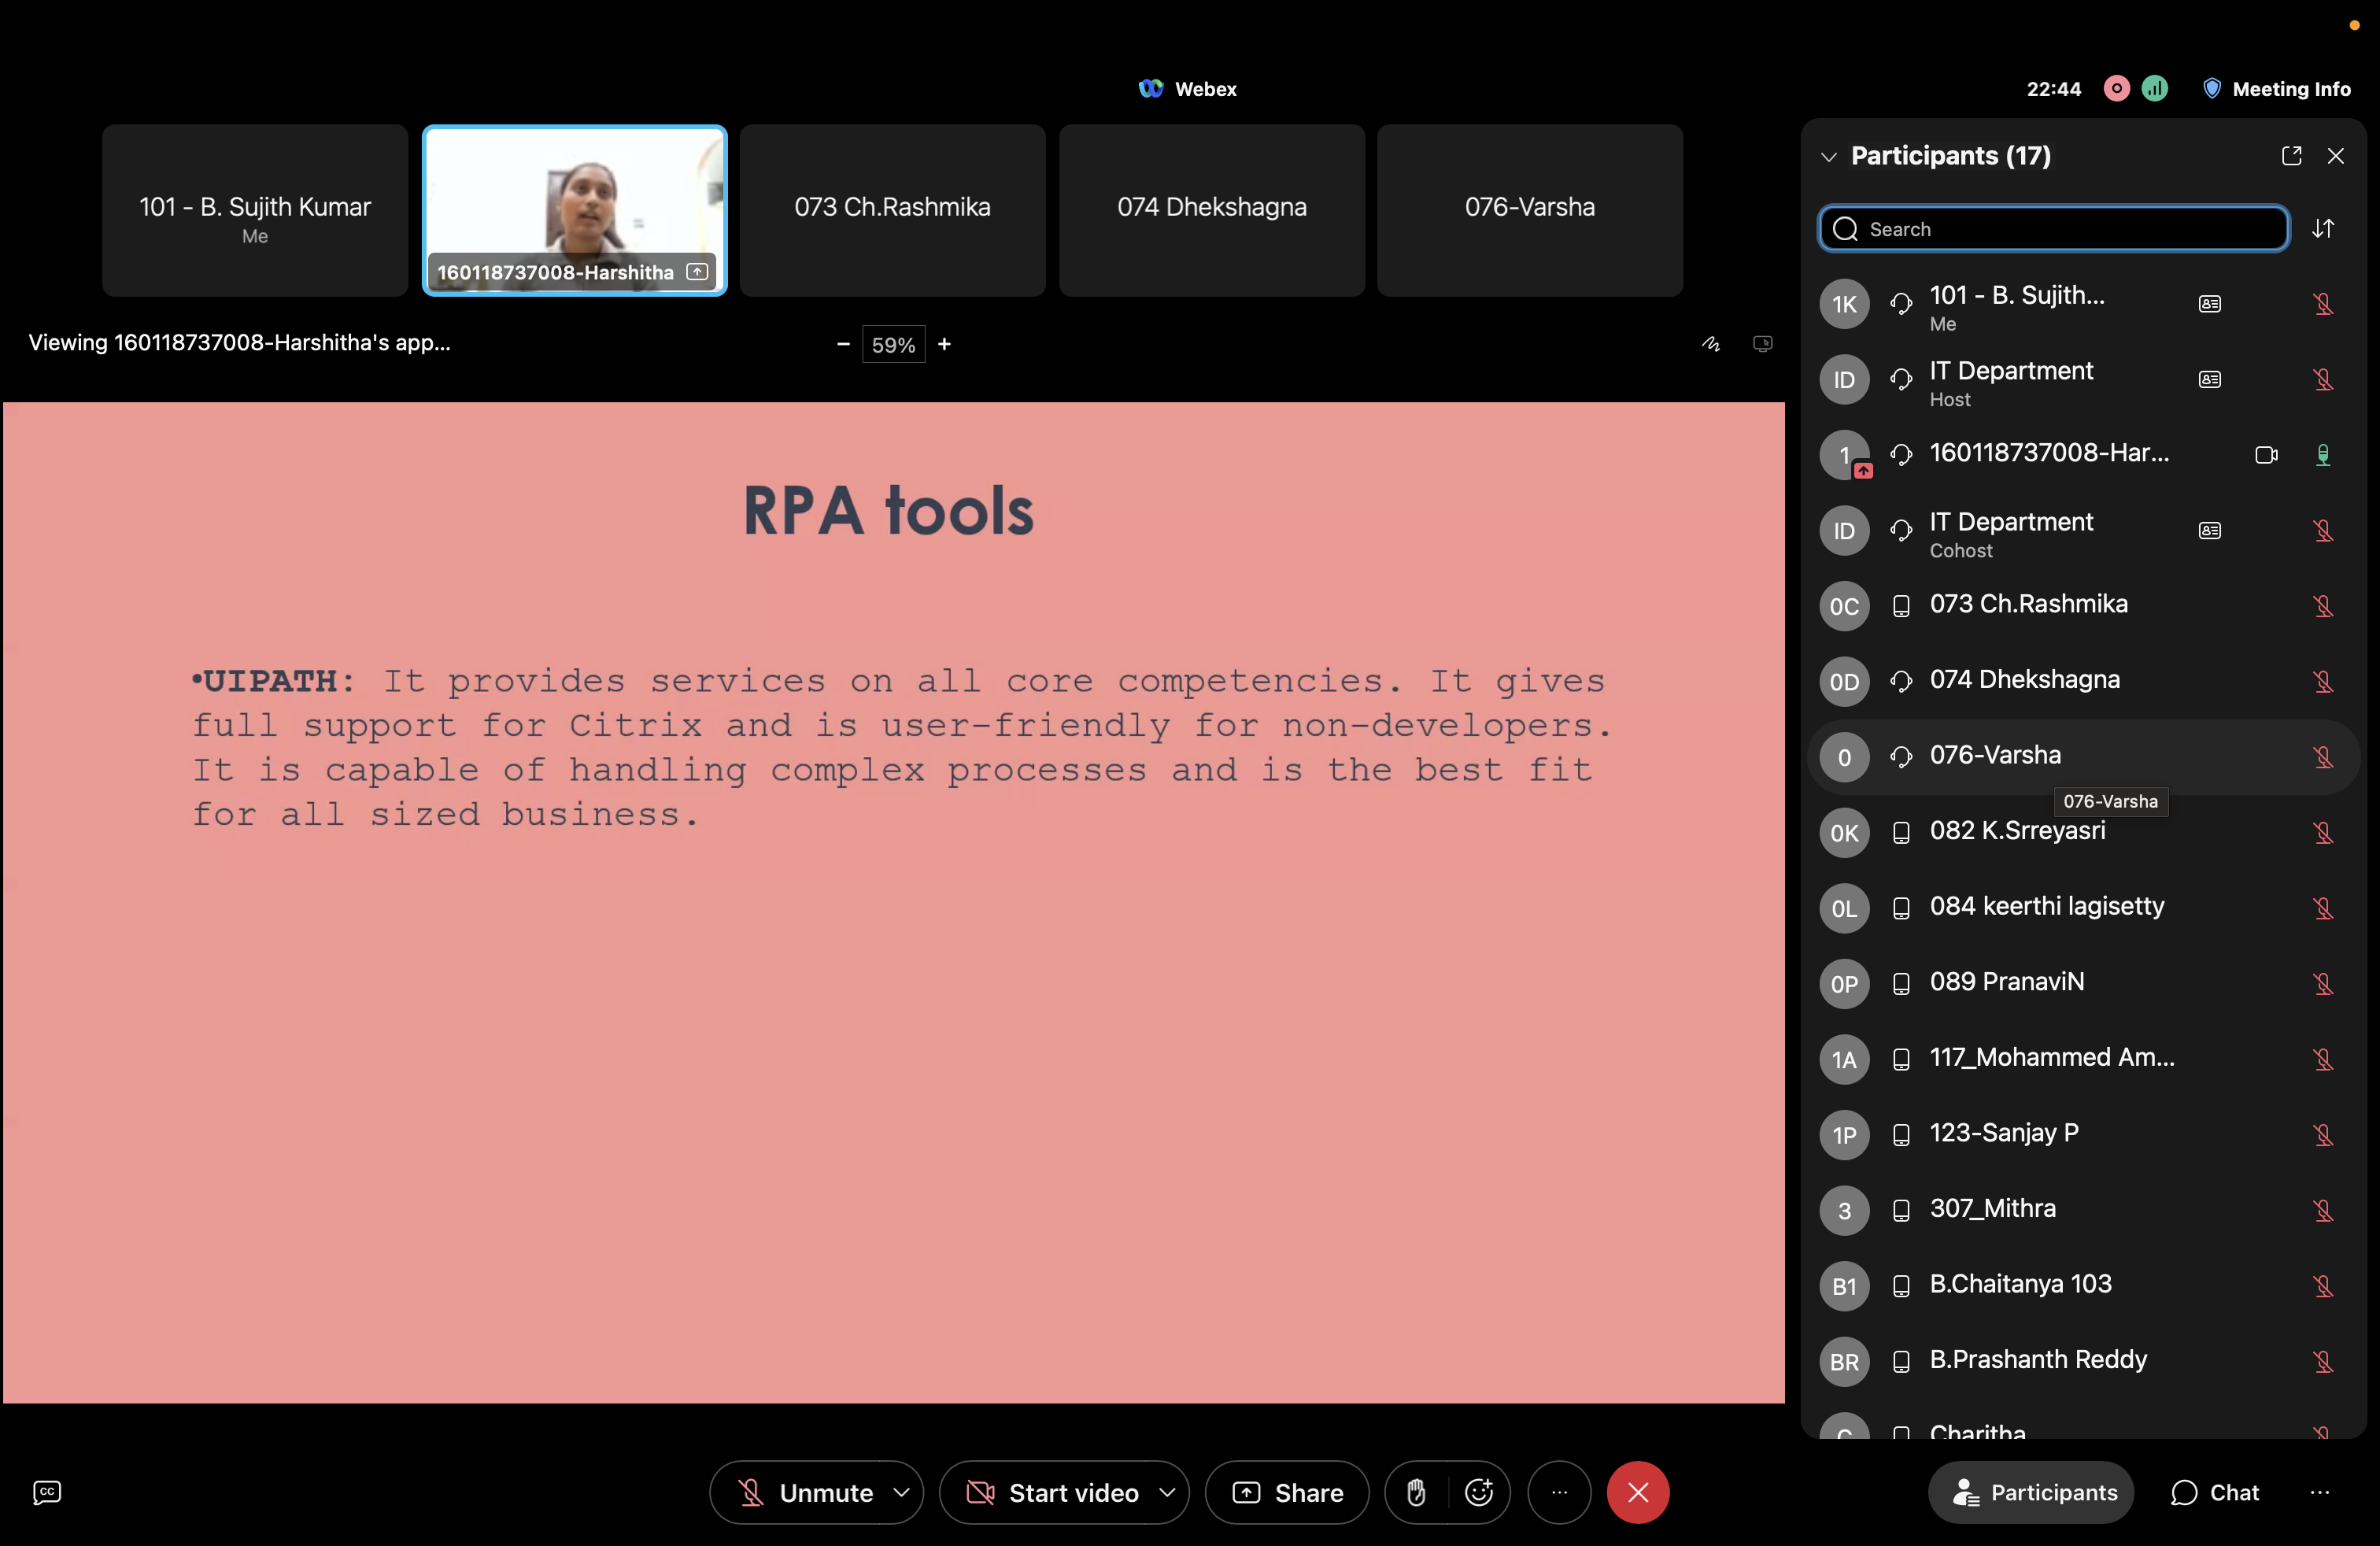 Webex
22:44
Meeting Info
101 - B. Sujith Kumar
Me
160118737008-Harshitha
073 Ch.Rashmika
074 Dhekshagna
076-Varsha
Viewing 160118737008-Harshitha's app...
59%
RPA tools
•UIPATH: It provides services on all core competencies. It gives
full support for Citrix and is user-friendly for non-developers.
It is capable of handling complex processes and is the best fit
for all sized business.
Participants (17)
Search
1K 101 - B. Sujith...
Me
ID IT Department
Host
1 160118737008-Har...
ID IT Department
Cohost
0C 073 Ch.Rashmika
0D 074 Dhekshagna
0 076-Varsha
076-Varsha
0K 082 K.Srreyasri
0L 084 keerthi lagisetty
0P 089 PranaviN
1A 117_Mohammed Am...
1P 123-Sanjay P
3 307_Mithra
B1 B.Chaitanya 103
BR B.Prashanth Reddy
C Charitha
CC
Unmute
Start video
Share
Participants
Chat